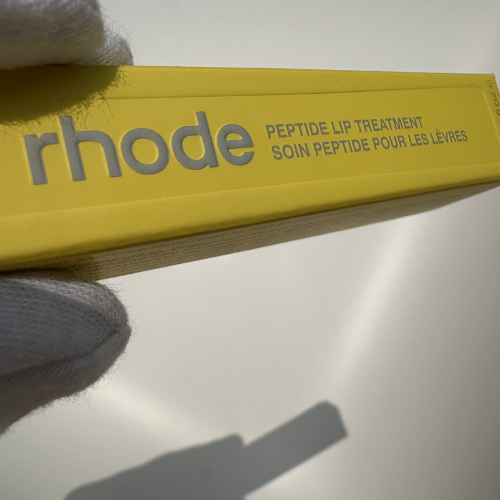 rhode
PEPTIDE LIP TREATMENT
SOIN PEPTIDE POUR LES LÈVRES